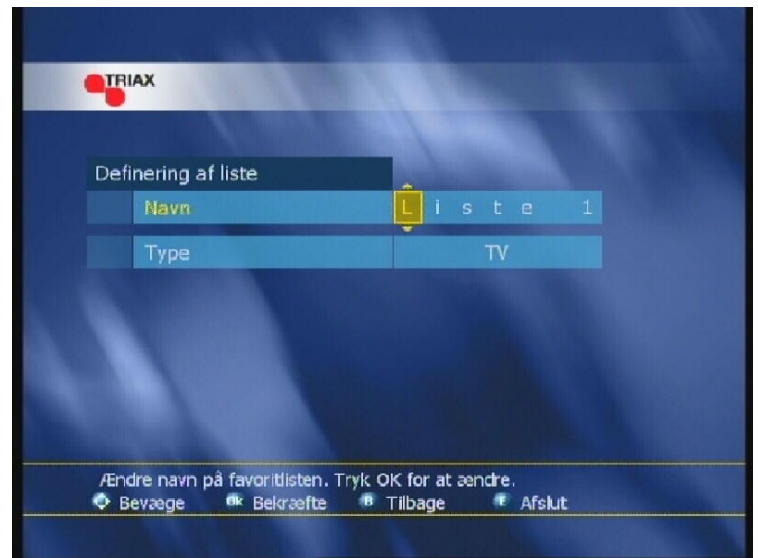 TRIAX
Definering af liste
Navn L i s t e 1
Type TV
Ændre navn på favoritlisten. Tryk OK for at ændre.
Bevæge Ok Bekræfte B Tilbage E Afslut